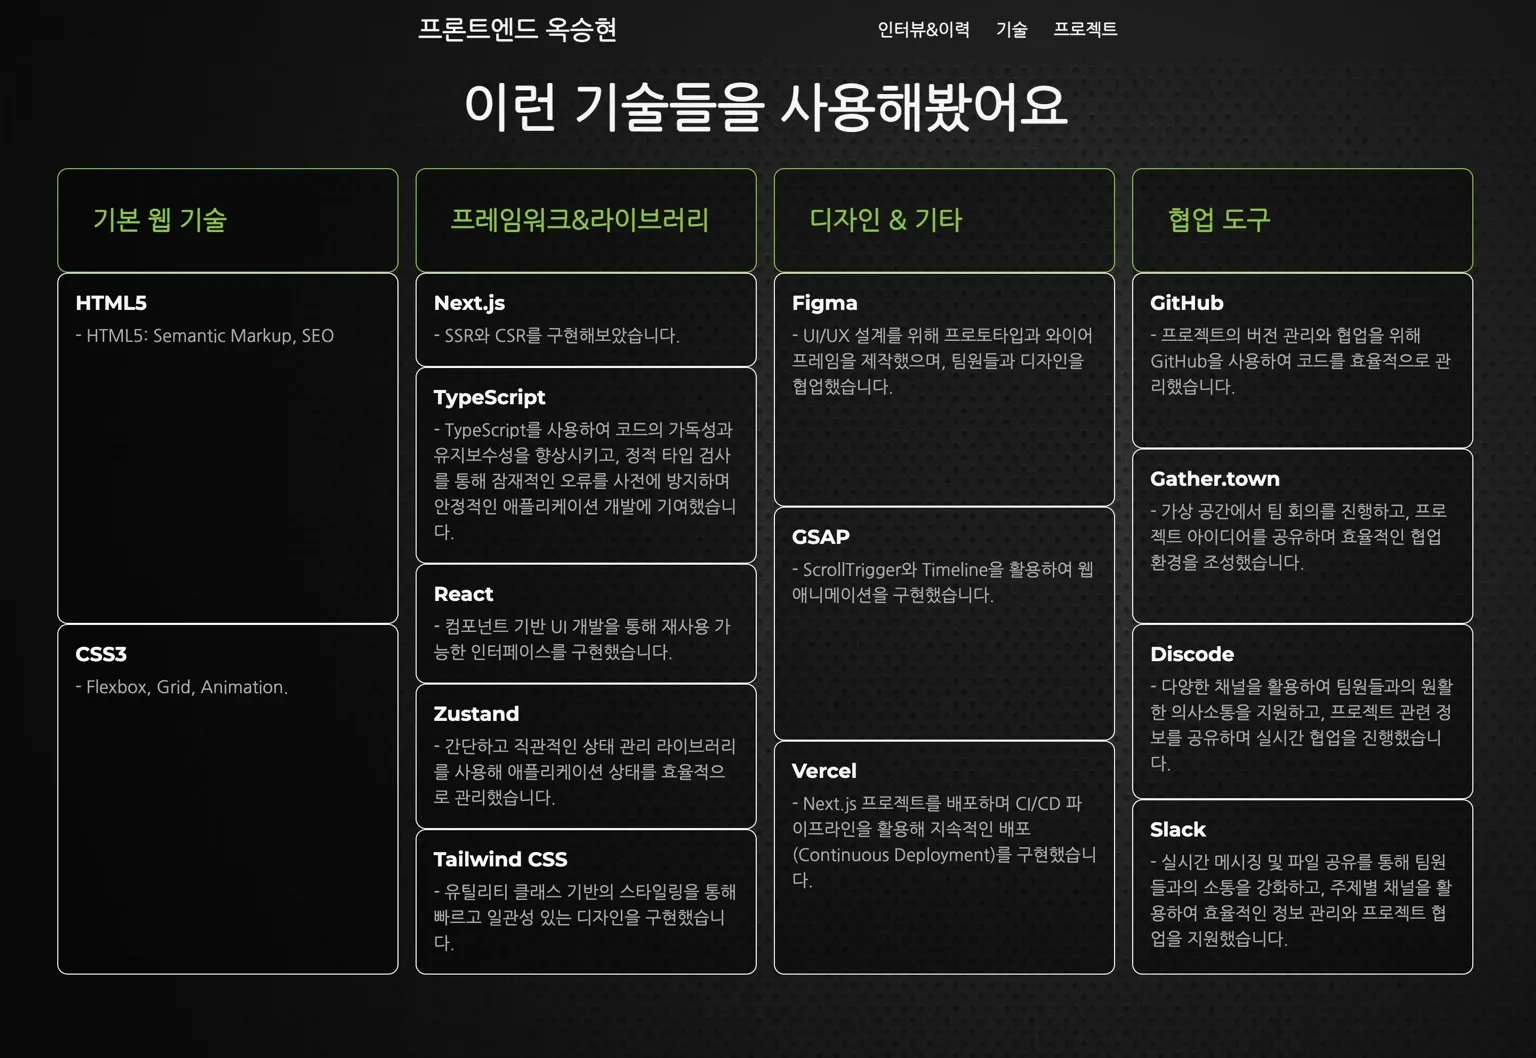 프론트엔드 옥승현
인터뷰&이력 기술 프로젝트
이런 기술들을 사용해봤어요
기본 웹 기술
HTML5
- HTML5: Semantic Markup, SEO
CSS3
- Flexbox, Grid, Animation.
프레임워크&라이브러리
Next.js
- SSR와 CSR를 구현해보았습니다.
TypeScript
- TypeScript를 사용하여 코드의 가독성과
유지보수성을 향상시키고, 정적 타입 검사
를 통해 잠재적인 오류를 사전에 방지하며
안정적인 애플리케이션 개발에 기여했습니
다.
React
- 컴포넌트 기반 UI 개발을 통해 재사용 가
능한 인터페이스를 구현했습니다.
Zustand
- 간단하고 직관적인 상태 관리 라이브러리
를 사용해 애플리케이션 상태를 효율적으
로 관리했습니다.
Tailwind CSS
- 유틸리티 클래스 기반의 스타일링을 통해
빠르고 일관성 있는 디자인을 구현했습니
다.
디자인 & 기타
Figma
- UI/UX 설계를 위해 프로토타입과 와이어
프레임을 제작했으며, 팀원들과 디자인을
협업했습니다.
GSAP
- ScrollTrigger와 Timeline을 활용하여 웹
애니메이션을 구현했습니다.
Vercel
- Next.js 프로젝트를 배포하며 CI/CD 파
이프라인을 활용해 지속적인 배포
(Continuous Deployment)를 구현했습니
다.
협업 도구
GitHub
- 프로젝트의 버전 관리와 협업을 위해
GitHub을 사용하여 코드를 효율적으로 관
리했습니다.
Gather.town
- 가상 공간에서 팀 회의를 진행하고, 프로
젝트 아이디어를 공유하며 효율적인 협업
환경을 조성했습니다.
Discode
- 다양한 채널을 활용하여 팀원들과의 원활
한 의사소통을 지원하고, 프로젝트 관련 정
보를 공유하며 실시간 협업을 진행했습니
다.
Slack
- 실시간 메시징 및 파일 공유를 통해 팀원
들과의 소통을 강화하고, 주제별 채널을 활
용하여 효율적인 정보 관리와 프로젝트 협
업을 지원했습니다.